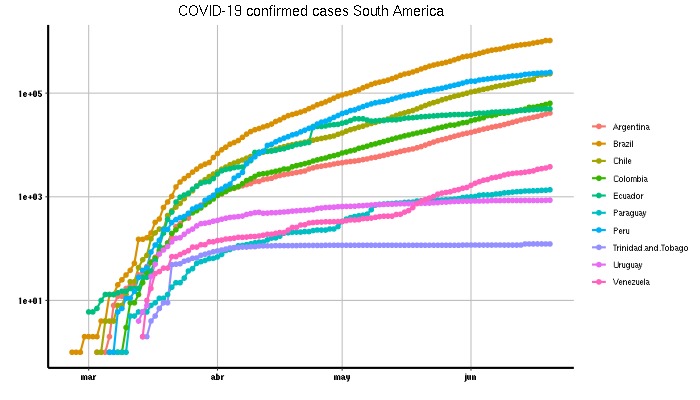 COVID-19 confirmed cases South America
1e+05
1e+03
1e+01
mar
abr
may
jun
Argentina
Brazil
Chile
Colombia
Ecuador
Paraguay
Peru
Trinidad.and.Tobago
Uruguay
Venezuela